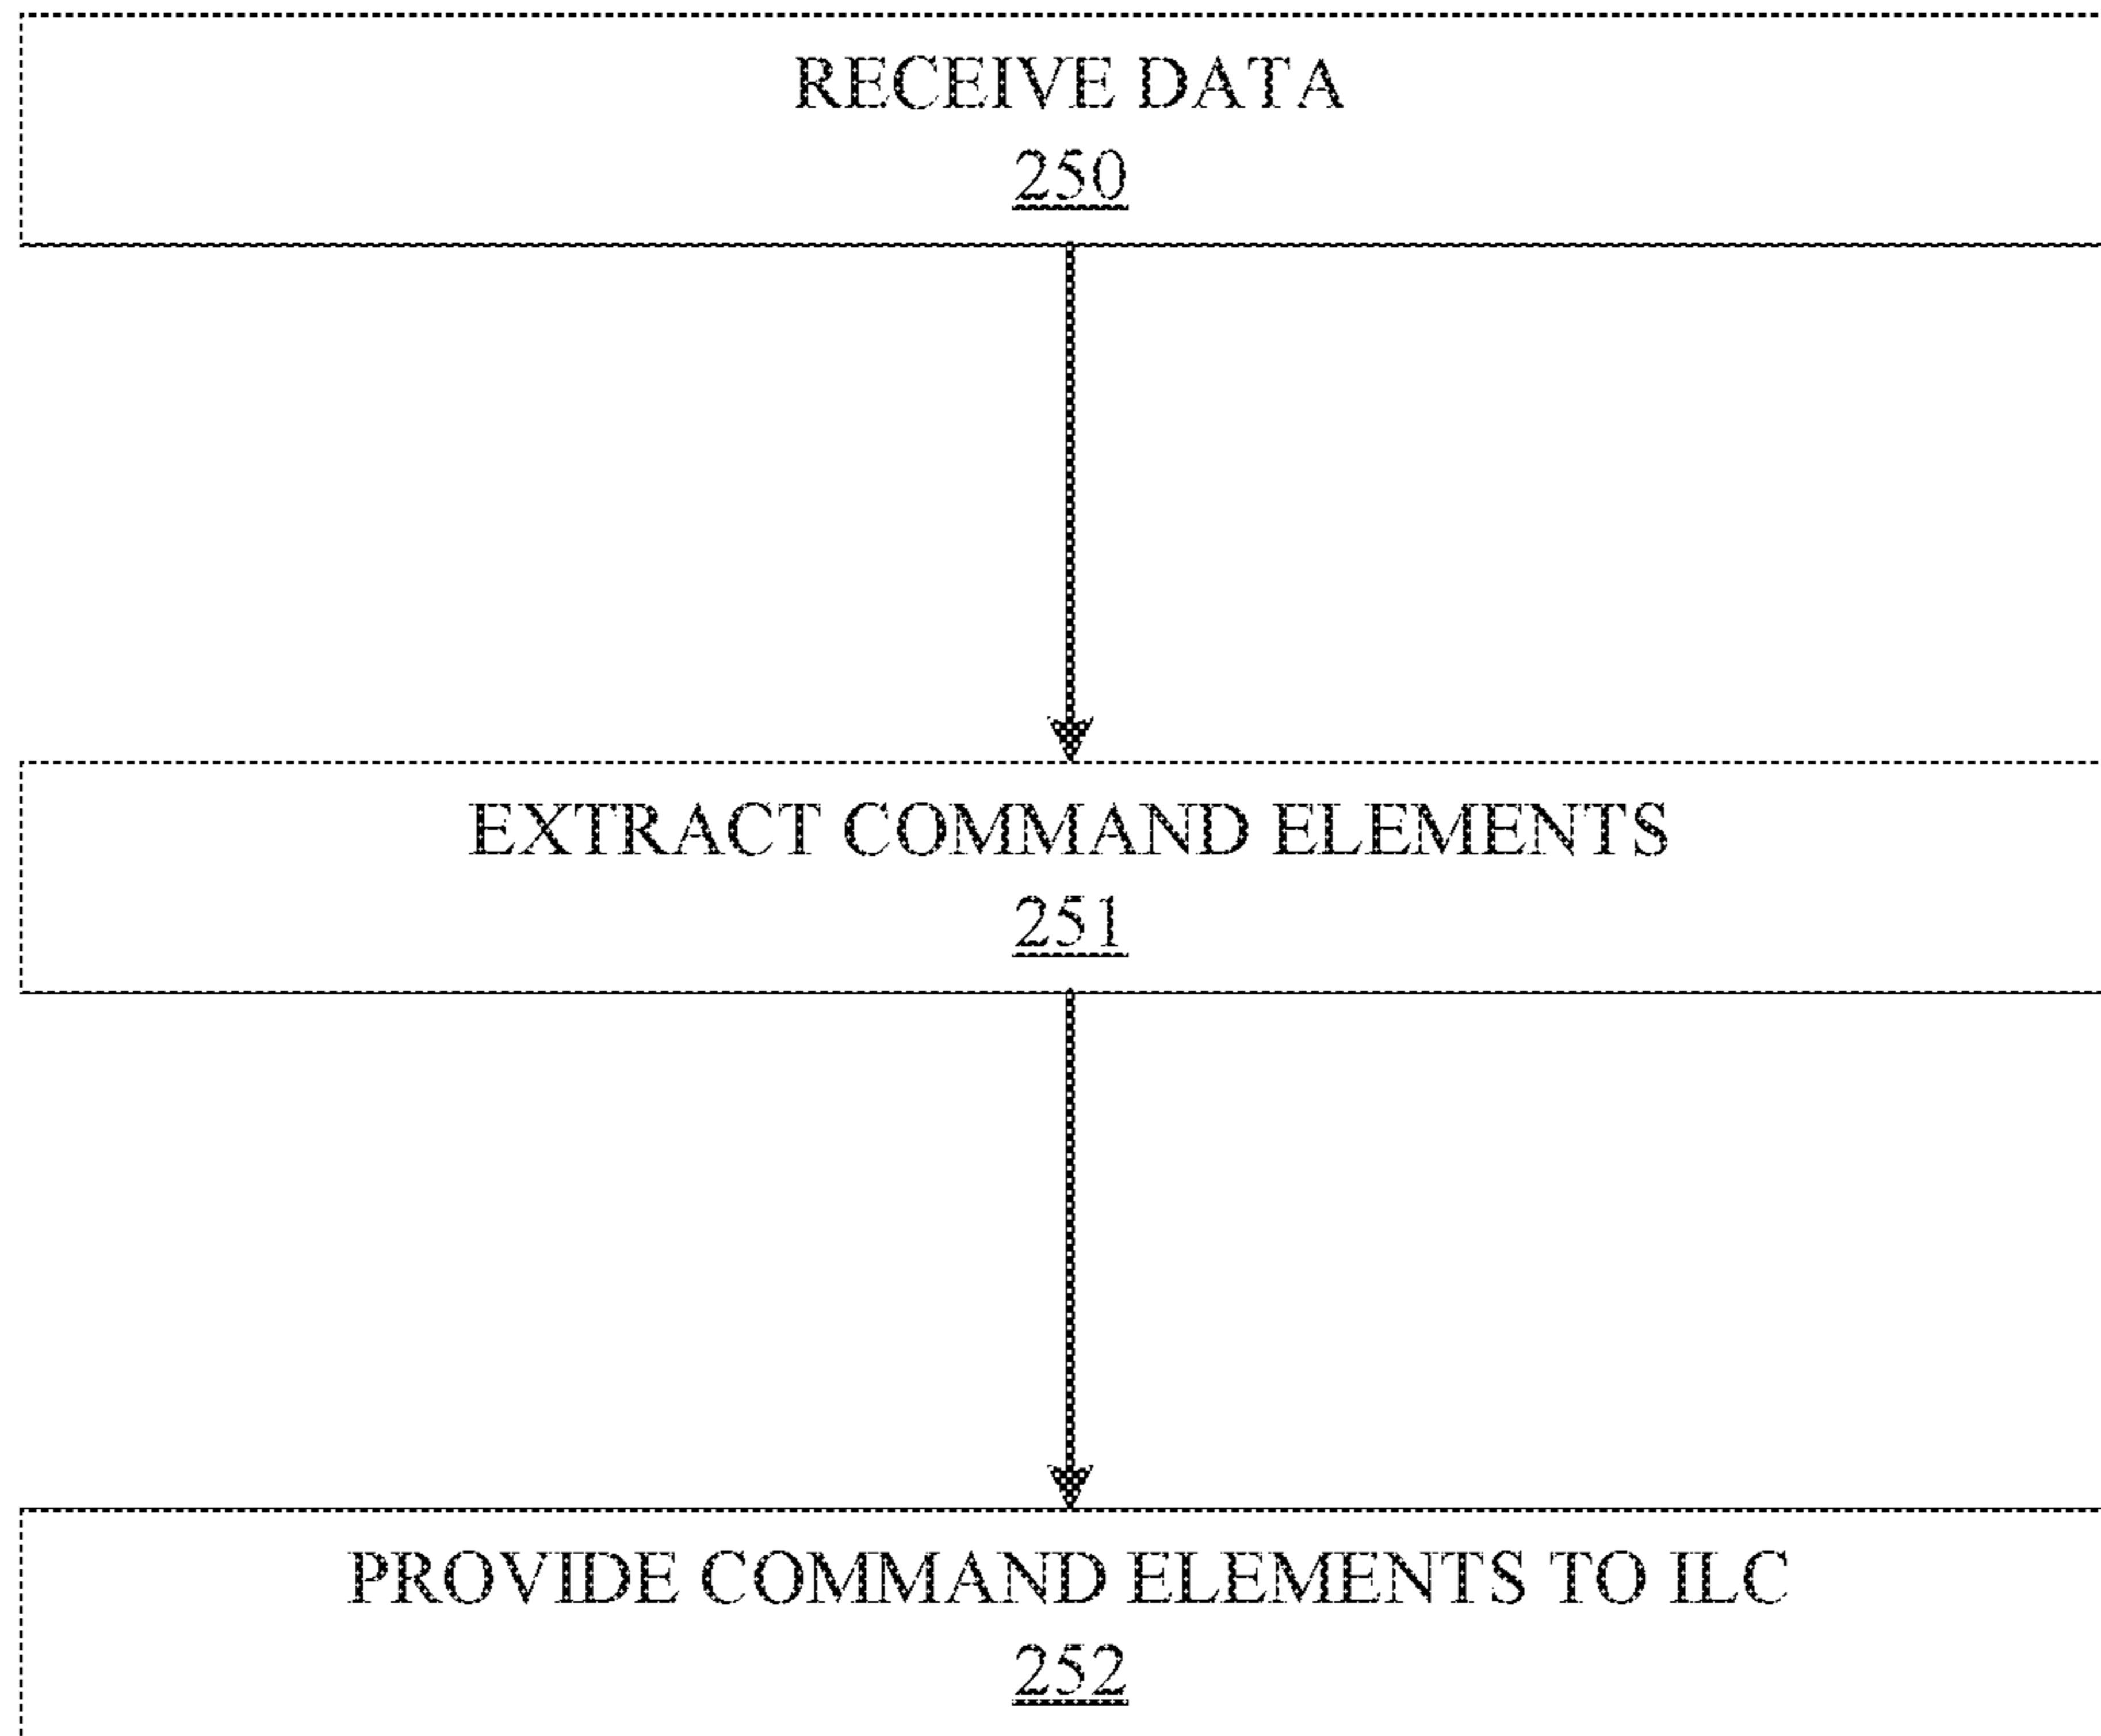 RECEIVE DATA
250
EXTRACT COMMAND ELEMENTS
251
PROVIDE COMMAND ELEMENTS TO ILC
252